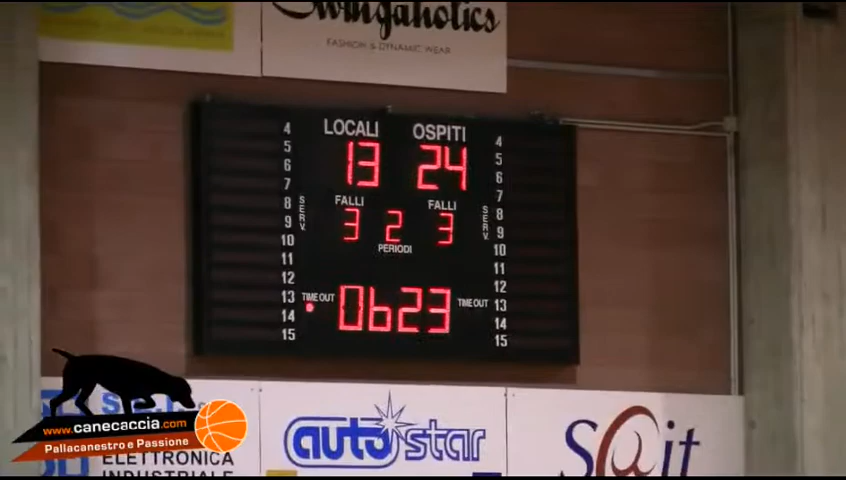 Swingaholics
FASHION & DYNAMIC WEAR
LOCALI OSPITI
13 24
FALLI FALLI
3 2 3
PERIODI
SERV. SERV.
TIME OUT 0623 TIME OUT
4 4
5 5
6 6
7 7
8 8
9 9
10 10
11 11
12 12
13 13
14 14
15 15
www.canecaccia.com
Pallacanestro e Passione
ELETTRONICA
INDUSTRIALE
autostar
S@it